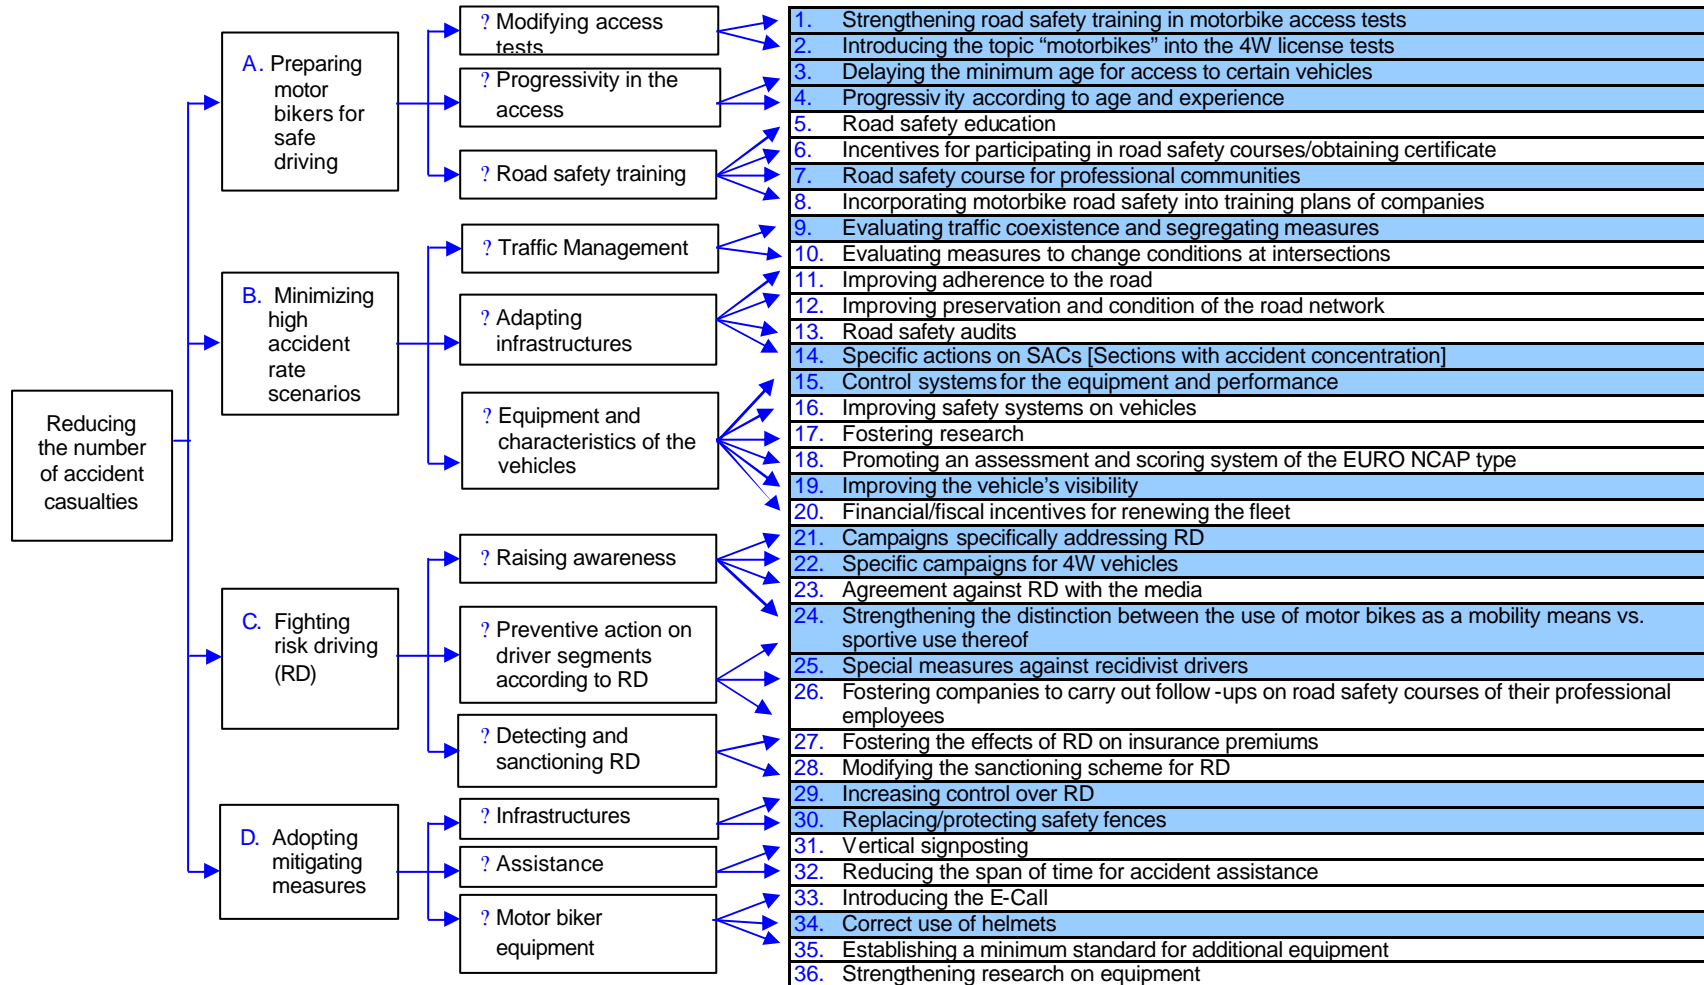 Reducing
the number
of accident
casualties
A. Preparing
motor
bikers for
safe
driving
B. Minimizing
high
accident
rate
scenarios
C. Fighting
risk driving
(RD)
D. Adopting
mitigating
measures
? Modifying access
tests
? Progressivity in the
access
? Road safety training
? Traffic Management
? Adapting
infrastructures
? Equipment and
characteristics of the
vehicles
? Raising awareness
? Preventive action on
driver segments
according to RD
? Detecting and
sanctioning RD
? Infrastructures
? Assistance
? Motor biker
equipment
1. Strengthening road safety training in motorbike access tests
2. Introducing the topic “motorbikes” into the 4W license tests
3. Delaying the minimum age for access to certain vehicles
4. Progressiv ity according to age and experience
5. Road safety education
6. Incentives for participating in road safety courses/obtaining certificate
7. Road safety course for professional communities
8. Incorporating motorbike road safety into training plans of companies
9. Evaluating traffic coexistence and segregating measures
10. Evaluating measures to change conditions at intersections
11. Improving adherence to the road
12. Improving preservation and condition of the road network
13. Road safety audits
14. Specific actions on SACs [Sections with accident concentration]
15. Control systems for the equipment and performance
16. Improving safety systems on vehicles
17. Fostering research
18. Promoting an assessment and scoring system of the EURO NCAP type
19. Improving the vehicle’s visibility
20. Financial/fiscal incentives for renewing the fleet
21. Campaigns specifically addressing RD
22. Specific campaigns for 4W vehicles
23. Agreement against RD with the media
24. Strengthening the distinction between the use of motor bikes as a mobility means vs.
sportive use thereof
25. Special measures against recidivist drivers
26. Fostering companies to carry out follow -ups on road safety courses of their professional
employees
27. Fostering the effects of RD on insurance premiums
28. Modifying the sanctioning scheme for RD
29. Increasing control over RD
30. Replacing/protecting safety fences
31. Vertical signposting
32. Reducing the span of time for accident assistance
33. Introducing the E-Call
34. Correct use of helmets
35. Establishing a minimum standard for additional equipment
36. Strengthening research on equipment